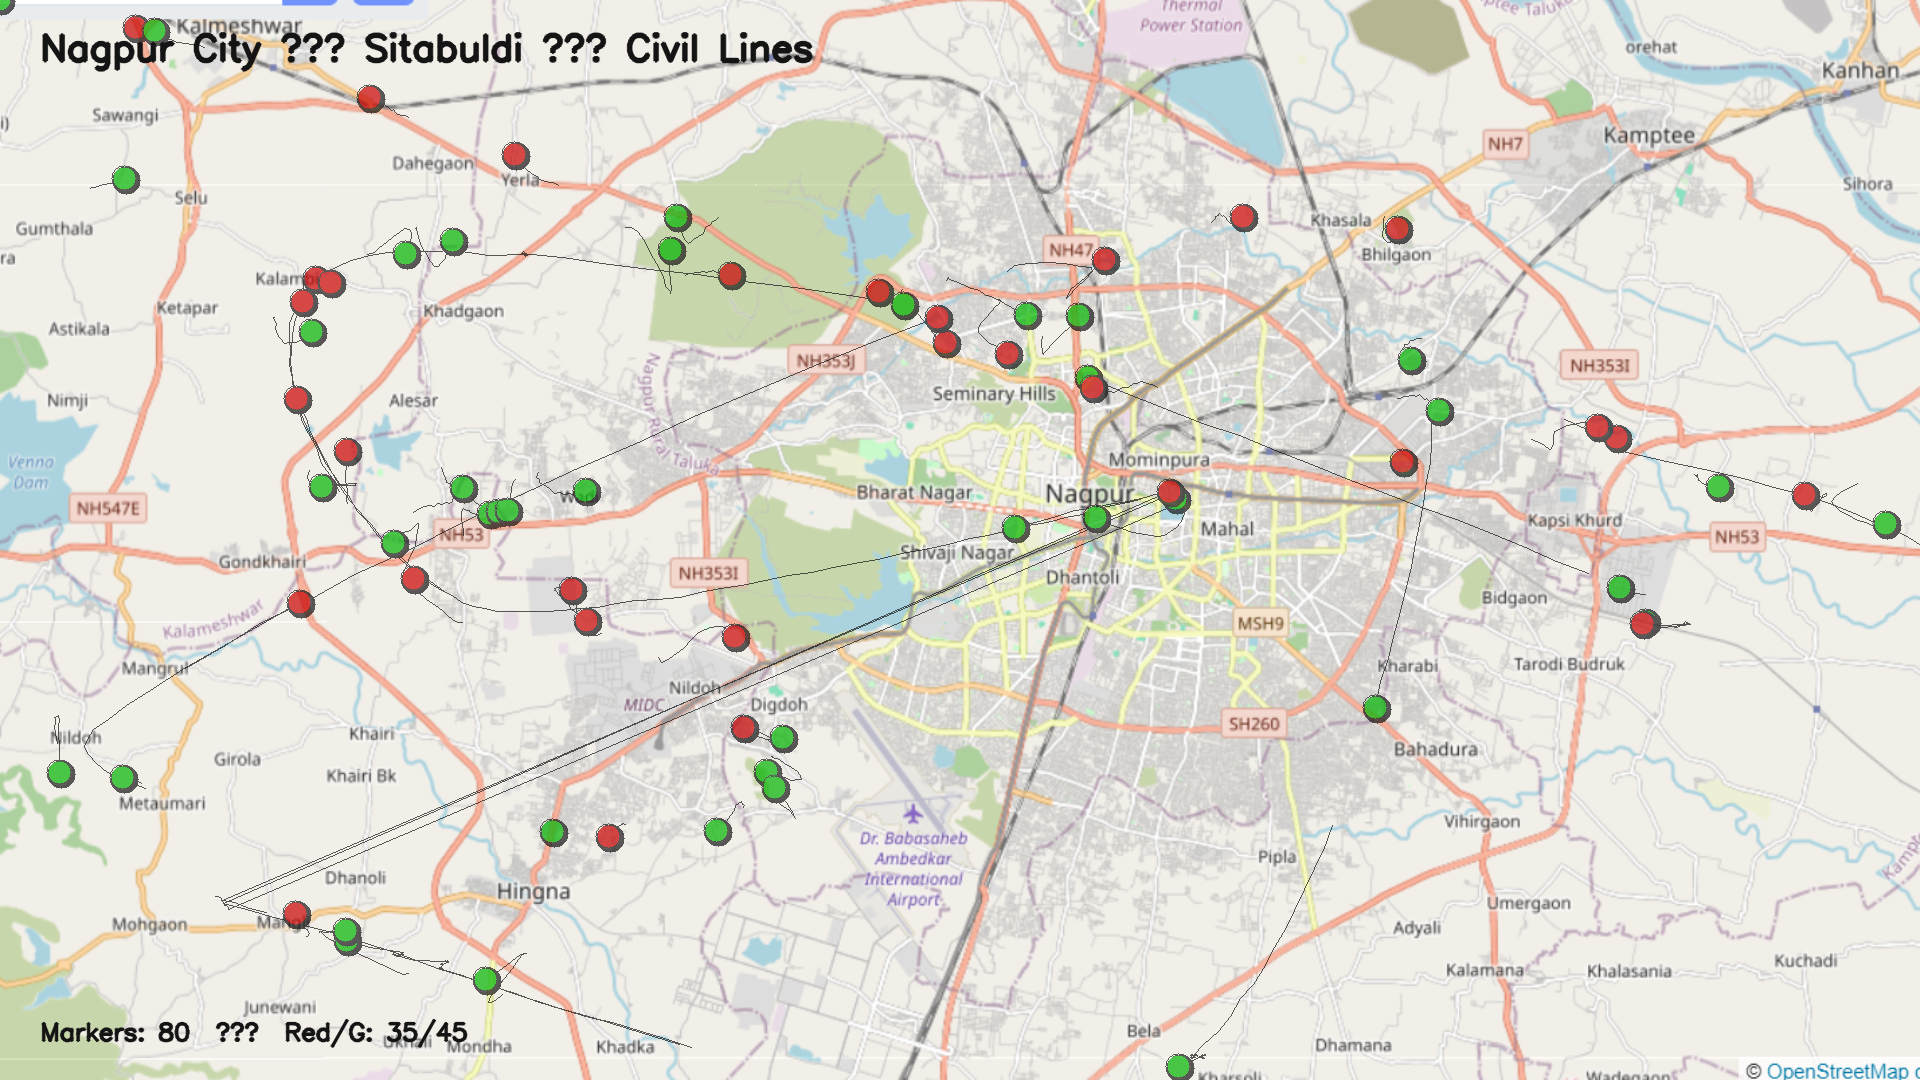 Thermal
Power Station
Kalmeshwar
Nagpur City ??? Sitabuldi ??? Civil Lines
orehat
Kanhan
Sawangi
Kamptee
NH7
Dahegaon
Yerla
Sihora
Selu
Gumthala
Khasala
Bhilgaon
NH47
ra
Ketapar
Khadgaon
Astikala
NH353J
NH353I
Seminary Hills
Nimji
Alesar
Nagpur Rural Taluka
Mominpura
Venna
Dam
Bharat Nagar
Nagpur
NH547E
Kapsi Khurd
Mahal
NH53
NH53
Shivaji Nagar
Gondkhairi
NH353I
Dhantoli
Bidgaon
Kalameshwar
MSH9
Mangrul
Kharabi
Tarodi Budruk
Nildoh
MIDC
Digdoh
SH260
Nildoh
Khairi
Bahadura
Girola
Khairi Bk
Metaumari
Vihirgaon
Dr. Babasaheb
Ambedkar
International
Airport
Pipla
Dhanoli
Hingna
Umergaon
Mohgaon
Adyali
Kalamana
Khalasania
Kuchadi
Junewani
Markers: 80 ??? Red/G: 35/45
Mondha
Khadka
Bela
Dhamana
Kharsoli
Wadegaon
© OpenStreetMap